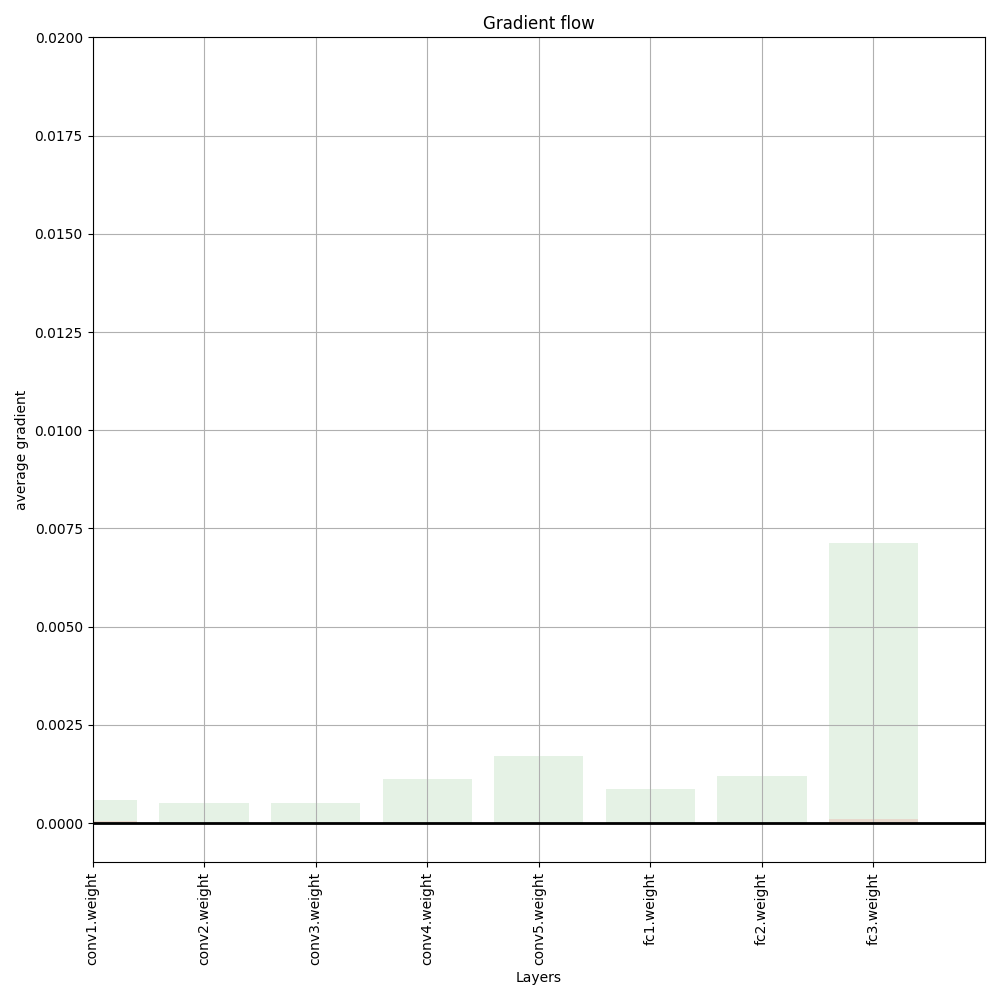 Gradient flow
0.0200
0.0175
0.0150
0.0125
0.0100
0.0075
0.0050
0.0025
0.0000
average gradient
conv1.weight
conv2.weight
conv3.weight
conv4.weight
conv5.weight
fc1.weight
fc2.weight
fc3.weight
Layers